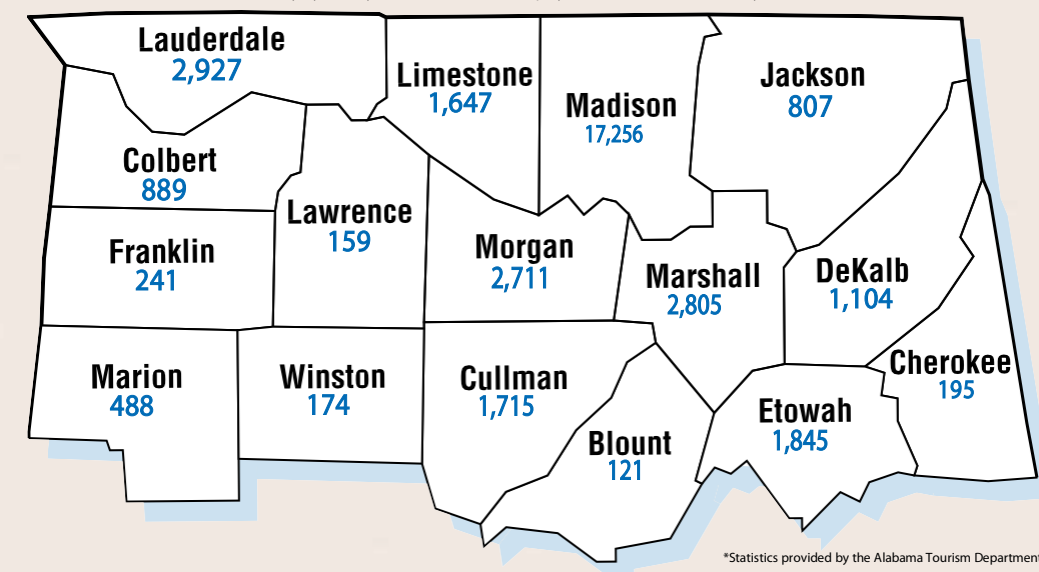 Lauderdale
2,927
Limestone
1,647
Madison
17,256
Jackson
807
Colbert
889
Lawrence
159
Franklin
241
Morgan
2,711
Marshall
2,805
DeKalb
1,104
Marion
488
Winston
174
Cullman
1,715
Cherokee
195
Etowah
1,845
Blount
121
*Statistics provided by the Alabama Tourism Department